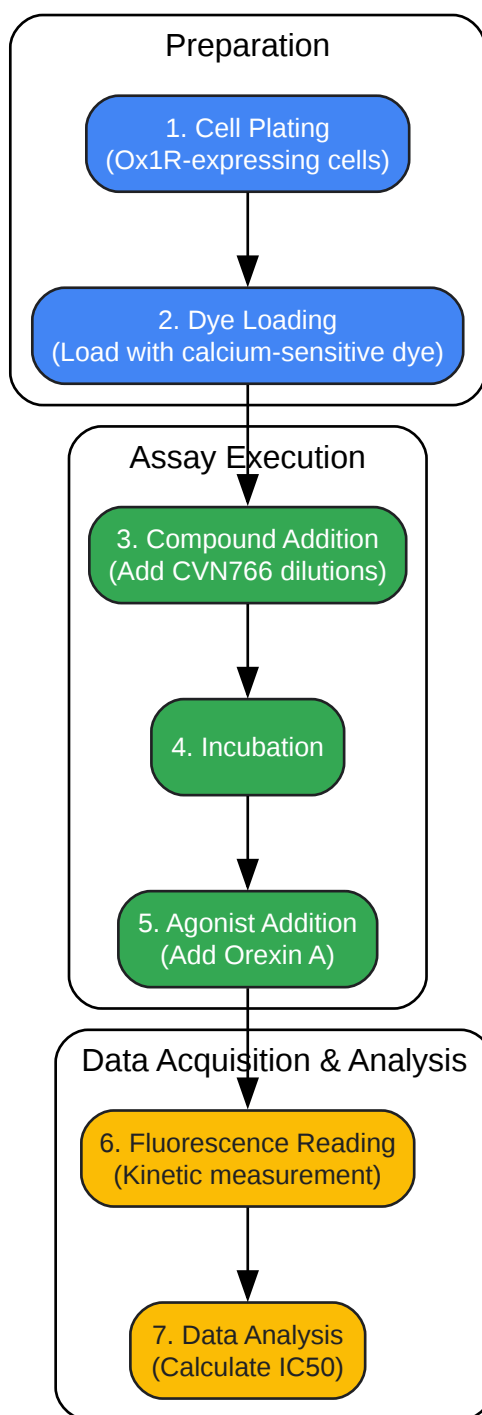 Preparation
1. Cell Plating
(Ox1R-expressing cells)
2. Dye Loading
(Load with calcium-sensitive dye)
Assay Execution
3. Compound Addition
(Add CVN766 dilutions)
4. Incubation
5. Agonist Addition
(Add Orexin A)
Data Acquisition & Analysis
6. Fluorescence Reading
(Kinetic measurement)
7. Data Analysis
(Calculate IC50)